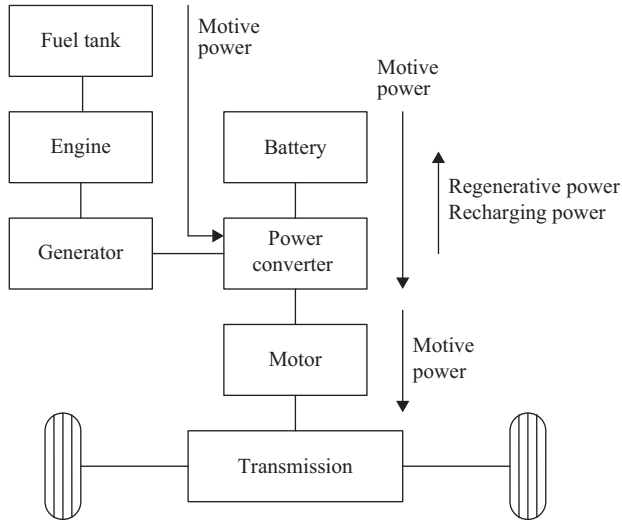 Fuel tank
Motive
power
Motive
power
Engine
Battery
Regenerative power
Recharging power
Generator
Power
converter
Motor
Motive
power
Transmission